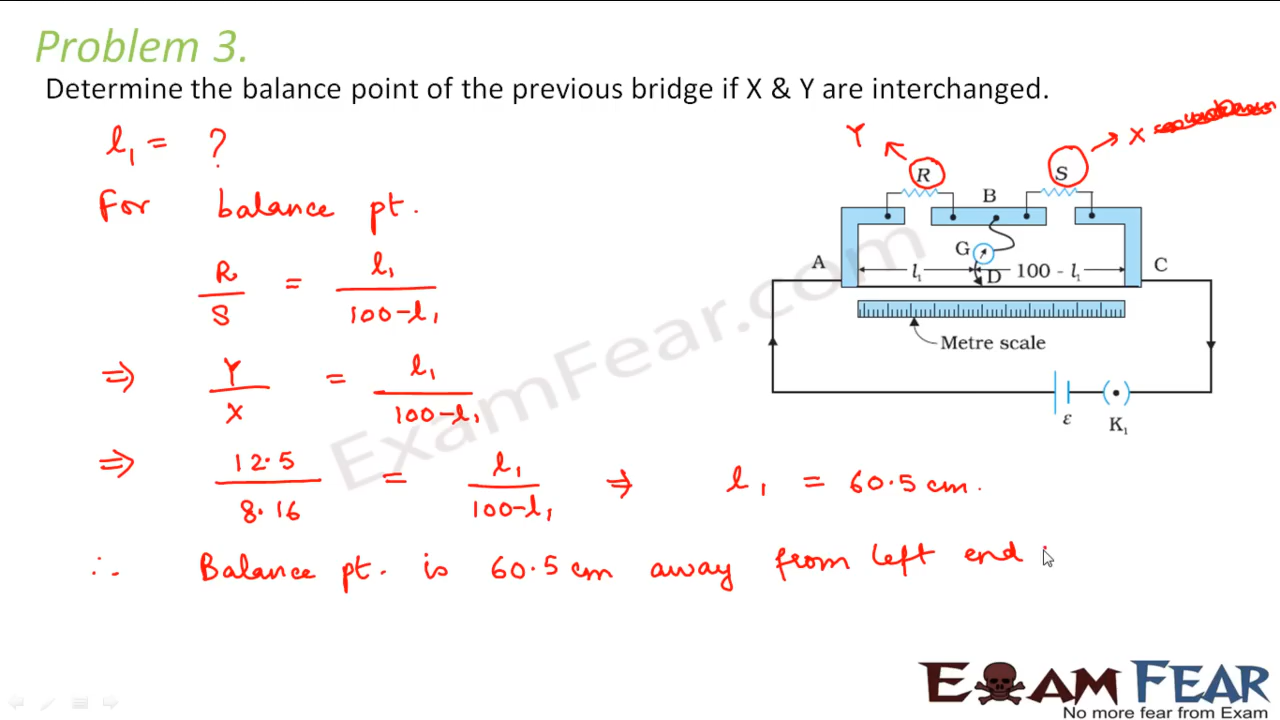 Problem 3.
Determine the balance point of the previous bridge if X & Y are interchanged.
l₁ = ?
For balance pt.
R/S = l₁/100-l₁
⇒ Y/X = l₁/100-l₁
⇒ 12.5/8.16 = l₁/100-l₁ ⇒ l₁ = 60.5 cm.
∴ Balance pt. is 60.5 cm away from left end
Y
X
R
S
B
G
A
l₁
D
100 - l₁
C
Metre scale
ε
K₁
ExamFear.com
EXAM FEAR
No more fear from Exam